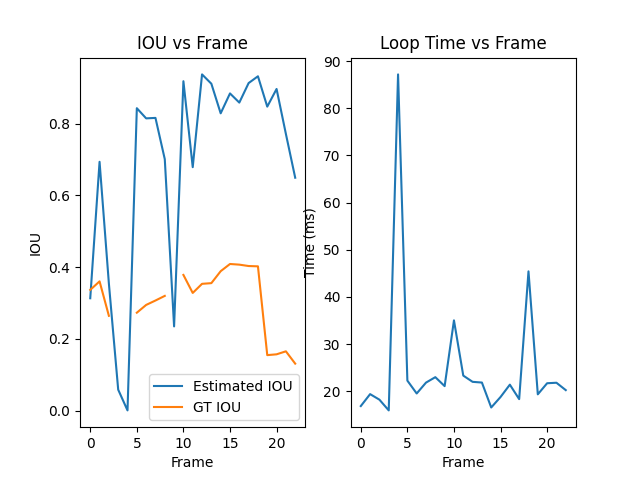 IOU vs Frame
IOU
0.8
0.6
0.4
0.2
0.0
0 5 10 15 20
Frame
Estimated IOU
GT IOU
Loop Time vs Frame
Time (ms)
90
80
70
60
50
40
30
20
0 5 10 15 20
Frame